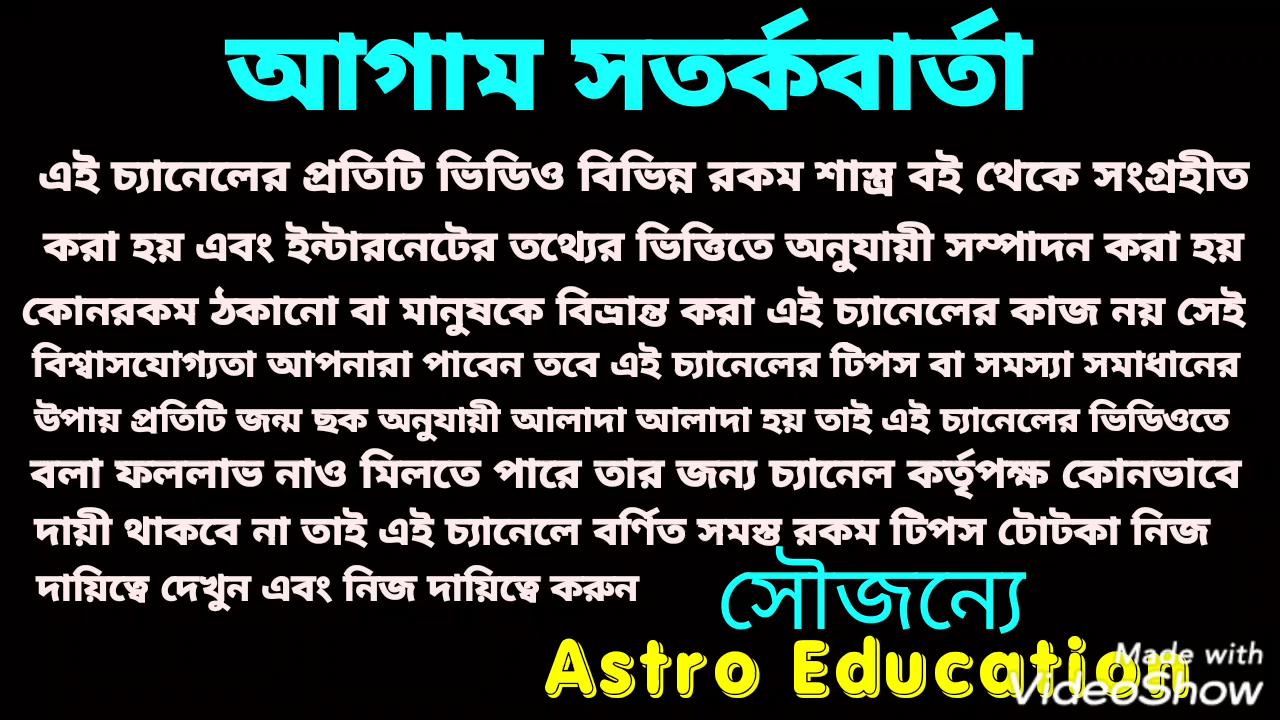 আগাম সতর্কবার্তা
এই চ্যানেলের প্রতিটি ভিডিও বিভিন্ন রকম শাস্ত্র বই থেকে সংগ্রহীত
করা হয় এবং ইন্টারনেটের তথ্যের ভিত্তিতে অনুযায়ী সম্পাদন করা হয়
কোনরকম ঠকানো বা মানুষকে বিভ্রান্ত করা এই চ্যানেলের কাজ নয় সেই
বিশ্বাসযোগ্যতা আপনারা পাবেন তবে এই চ্যানেলের টিপস বা সমস্যা সমাধানের
উপায় প্রতিটি জন্ম ছক অনুযায়ী আলাদা আলাদা হয় তাই এই চ্যানেলের ভিডিওতে
বলা ফললাভ নাও মিলতে পারে তার জন্য চ্যানেল কর্তৃপক্ষ কোনভাবে
দায়ী থাকবে না তাই এই চ্যানেলে বর্ণিত সমস্ত রকম টিপস টোটকা নিজ
দায়িত্বে দেখুন এবং নিজ দায়িত্বে করুন
সৌজন্যে
Astro Education
Made with
VideoShow